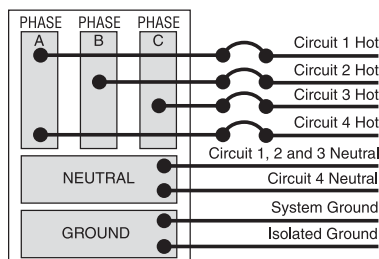 PHASE PHASE PHASE
A B C
Circuit 1 Hot
Circuit 2 Hot
Circuit 3 Hot
Circuit 4 Hot
Circuit 1, 2 and 3 Neutral
NEUTRAL
Circuit 4 Neutral
System Ground
GROUND
Isolated Ground